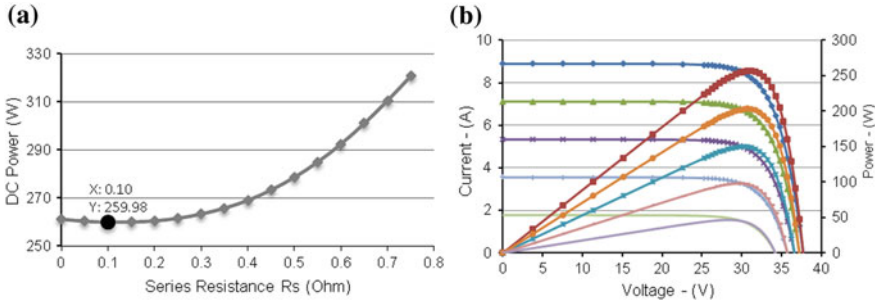 (a)
DC Power (W)
330
310
290
270
250
X: 0.10
Y: 259.98
0 0.1 0.2 0.3 0.4 0.5 0.6 0.7 0.8
Series Resistance Rs (Ohm)
(b)
Current - (A)
10
8
6
4
2
0
300
250
200
150
100
50
0
Power - (W)
0 5 10 15 20 25 30 35 40
Voltage - (V)